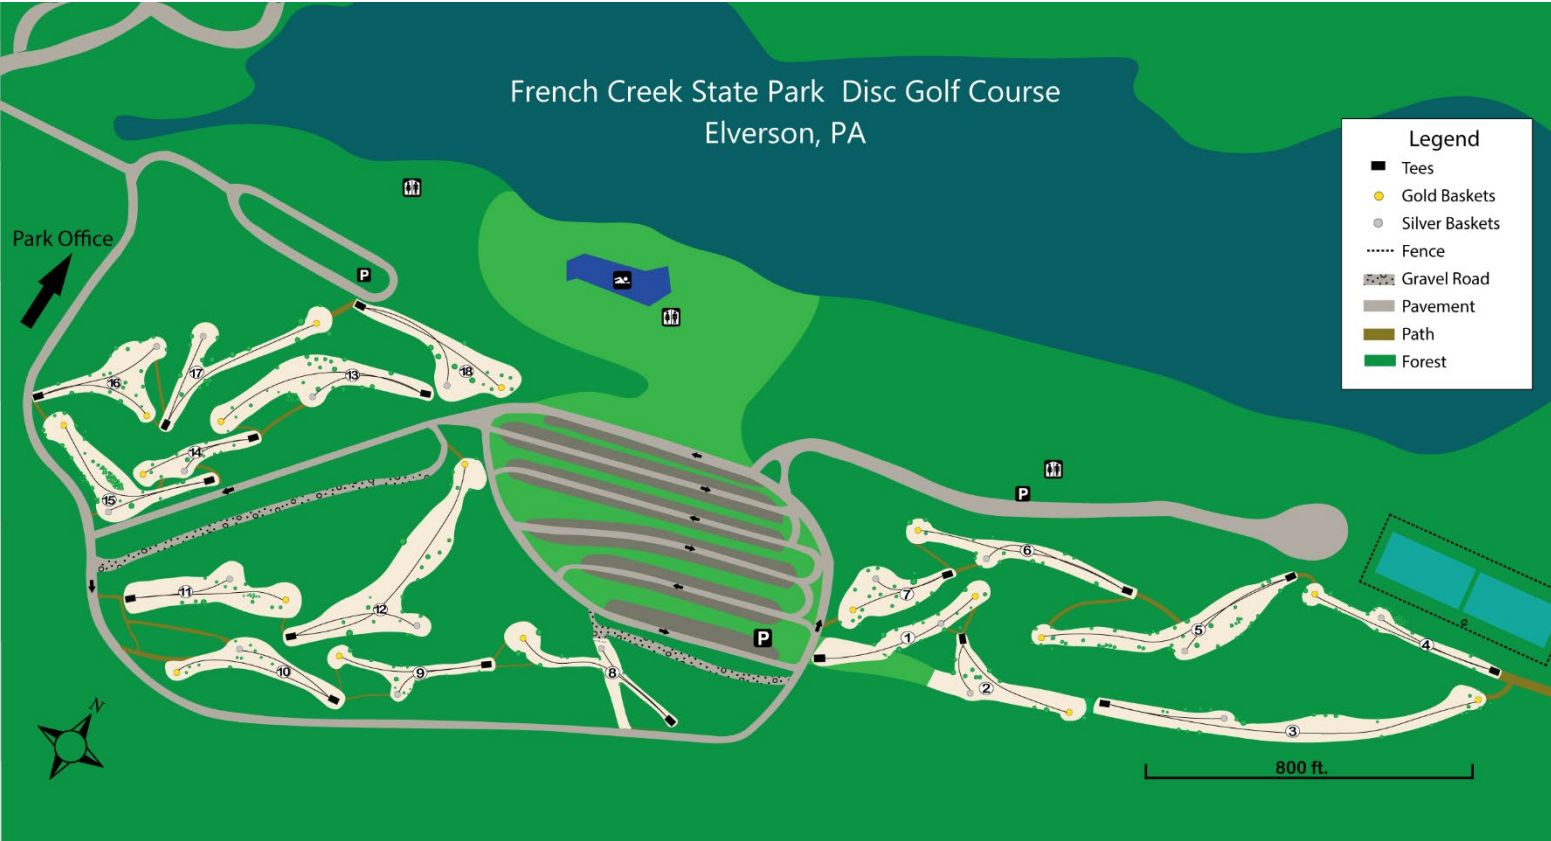 French Creek State Park Disc Golf Course
Elverson, PA
Legend
Tees
Gold Baskets
Silver Baskets
Fence
Gravel Road
Pavement
Path
Forest
Park Office
P
18
17
16
13
14
15
P
6
7
11
12
1
5
P
4
8
9
10
2
3
N
800 ft.